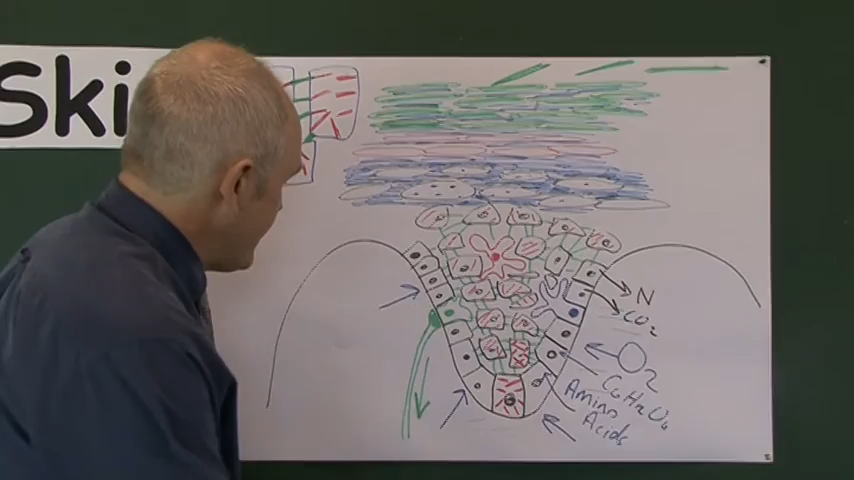 Ski
N
CO₂
O₂
C₆H₁₂O₆
Amino
Acids